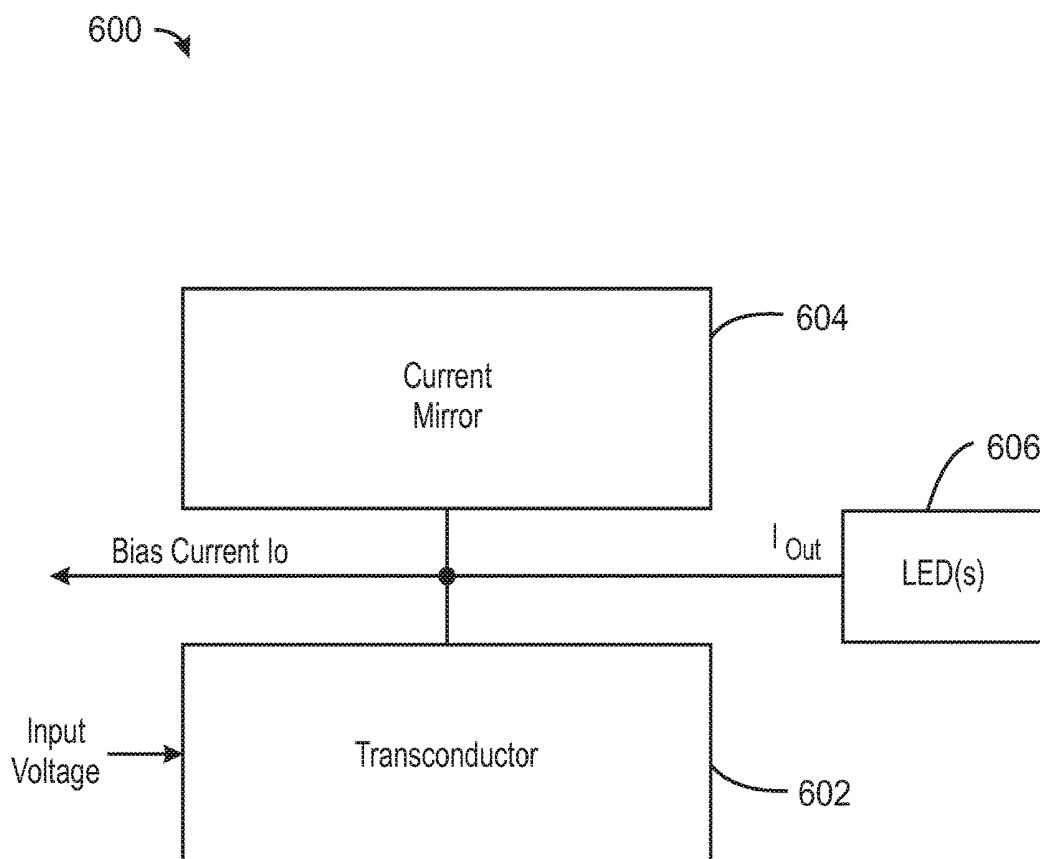 600
Current
Mirror
604
606
Bias Current Io
I Out
LED(s)
Input
Voltage
Transconductor
602